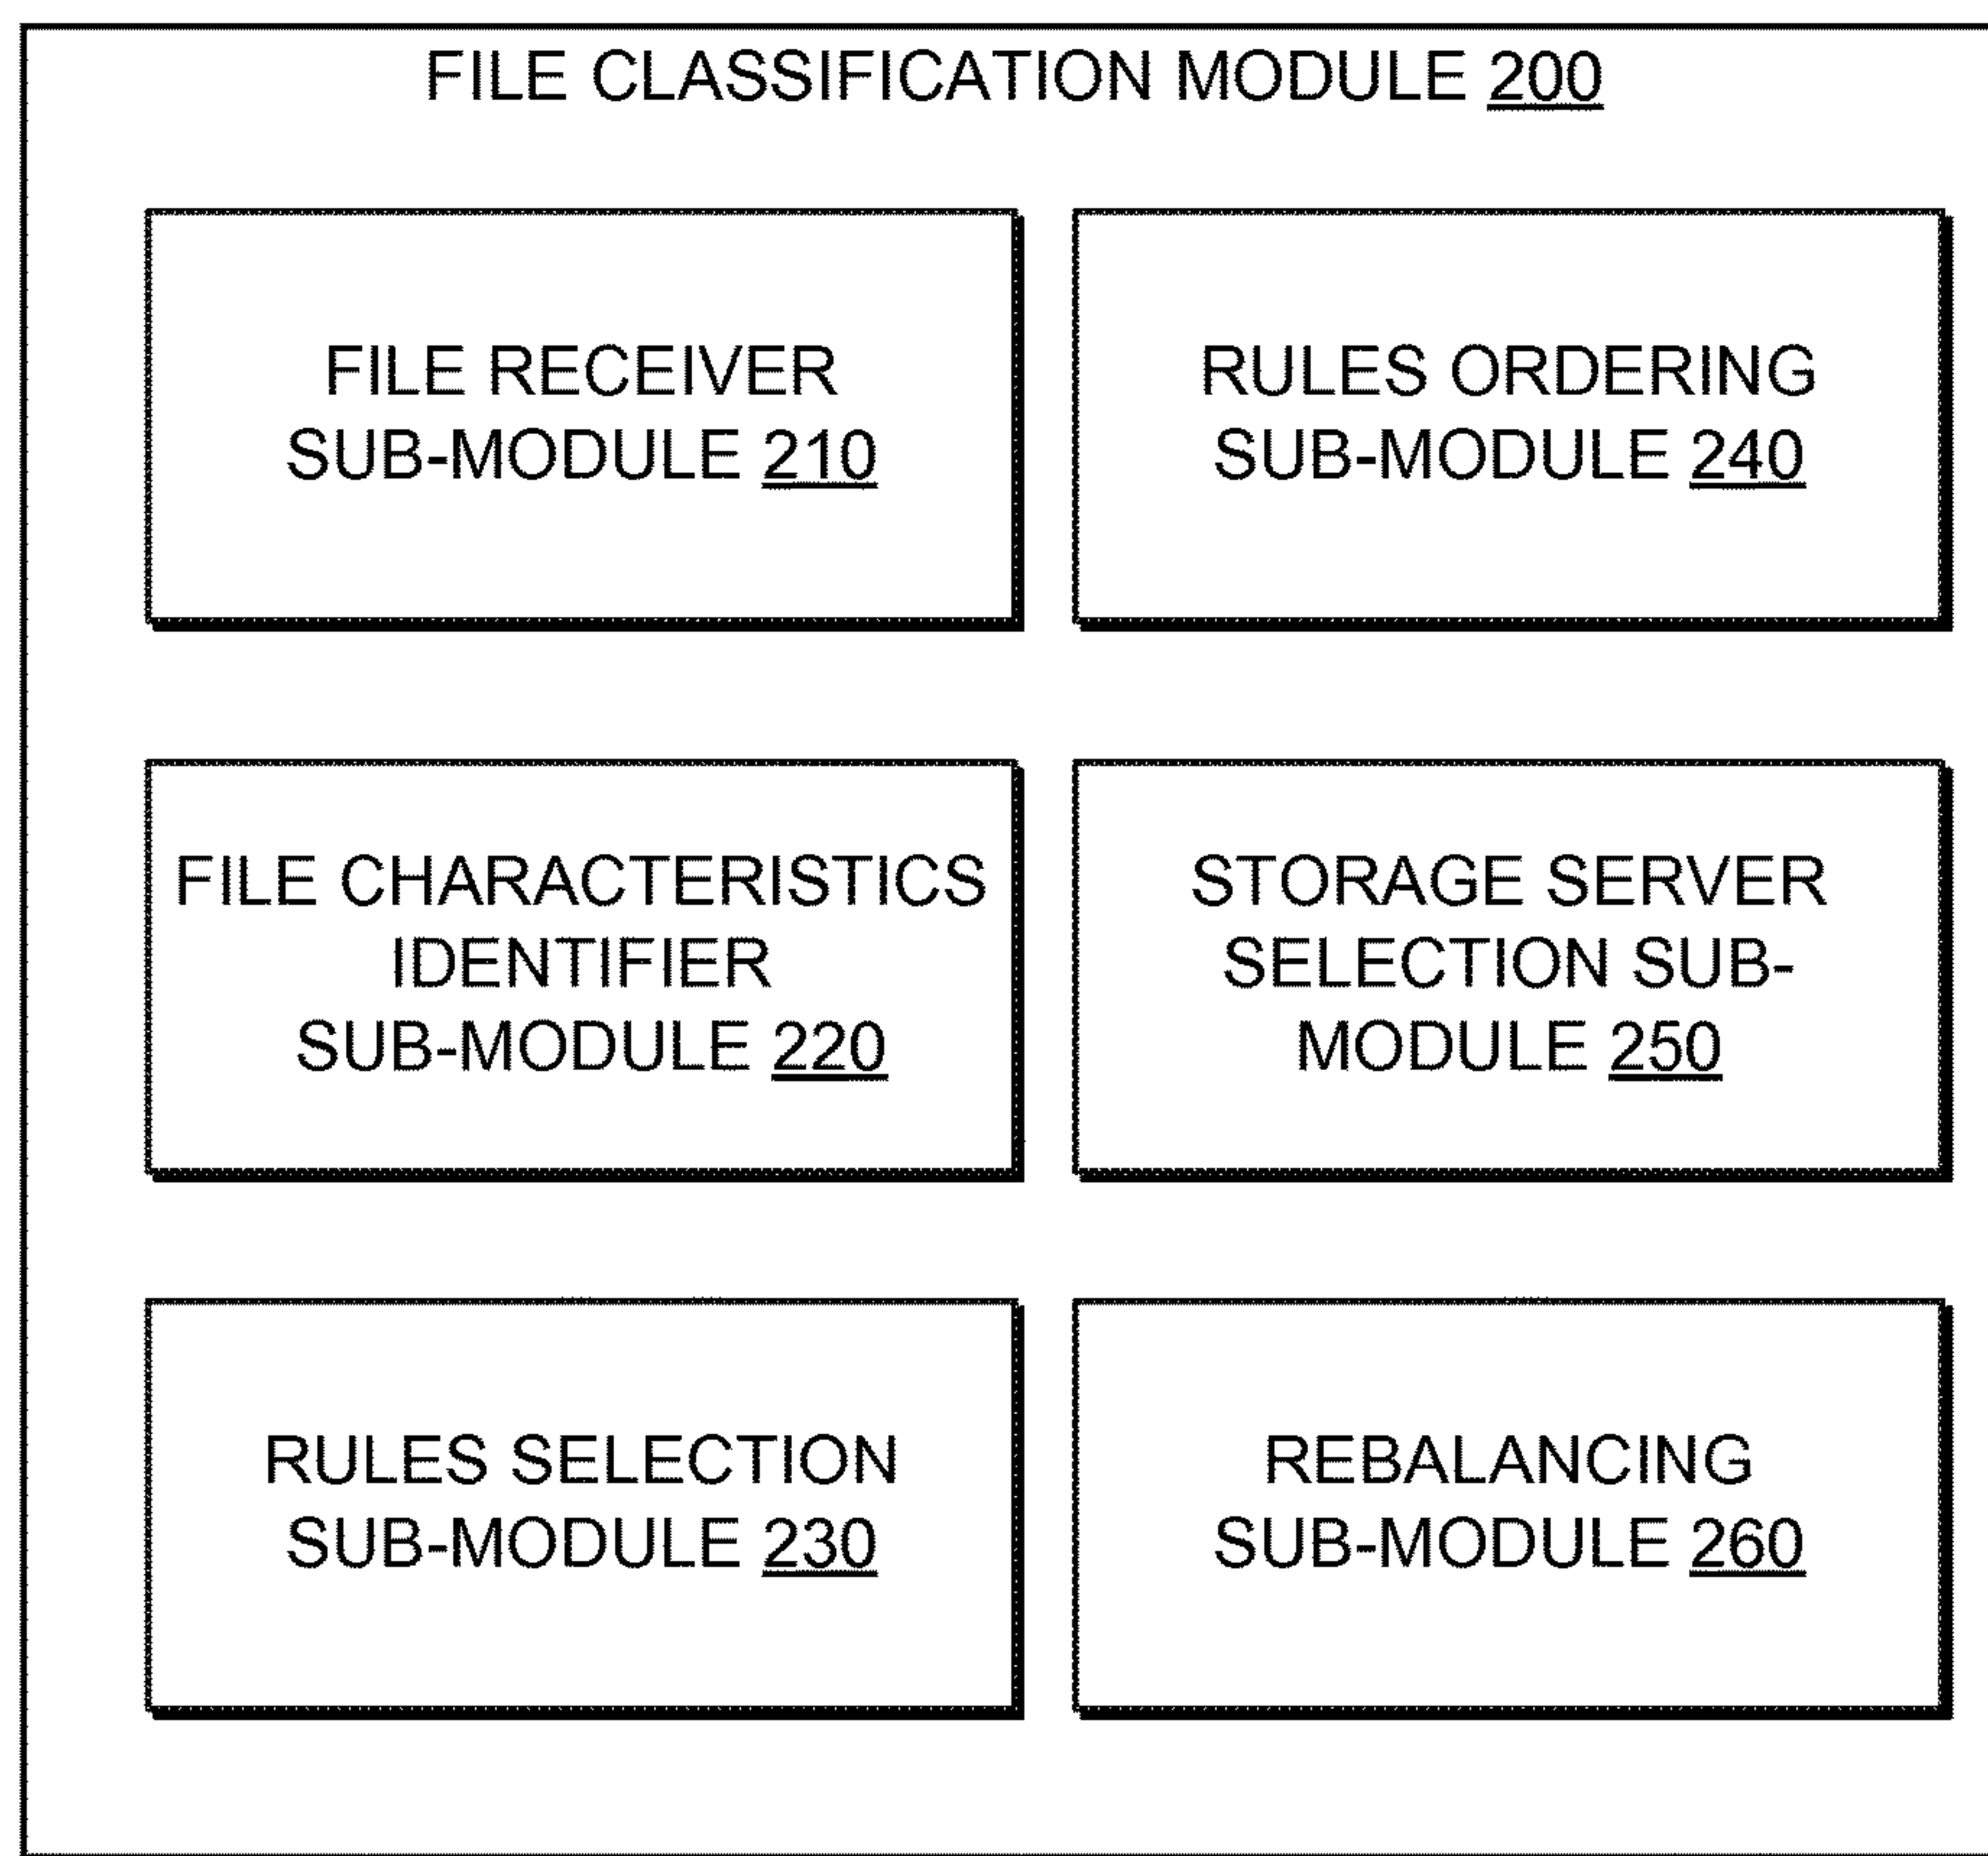 FILE CLASSIFICATION MODULE 200
FILE RECEIVER
SUB-MODULE 210
RULES ORDERING
SUB-MODULE 240
FILE CHARACTERISTICS
IDENTIFIER
SUB-MODULE 220
STORAGE SERVER
SELECTION SUB-
MODULE 250
RULES SELECTION
SUB-MODULE 230
REBALANCING
SUB-MODULE 260